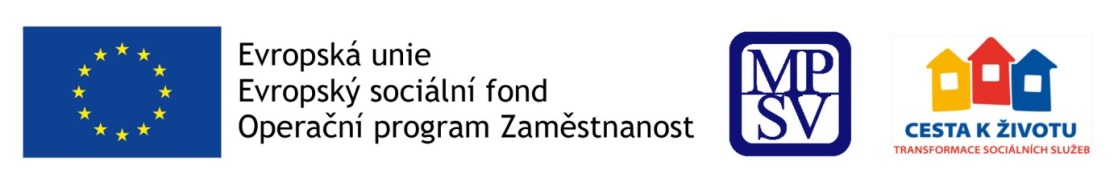 Evropská unie
Evropský sociální fond
Operační program Zaměstnanost
MP
SV
CESTA K ŽIVOTU
TRANSFORMACE SOCIÁLNÍCH SLUŽEB